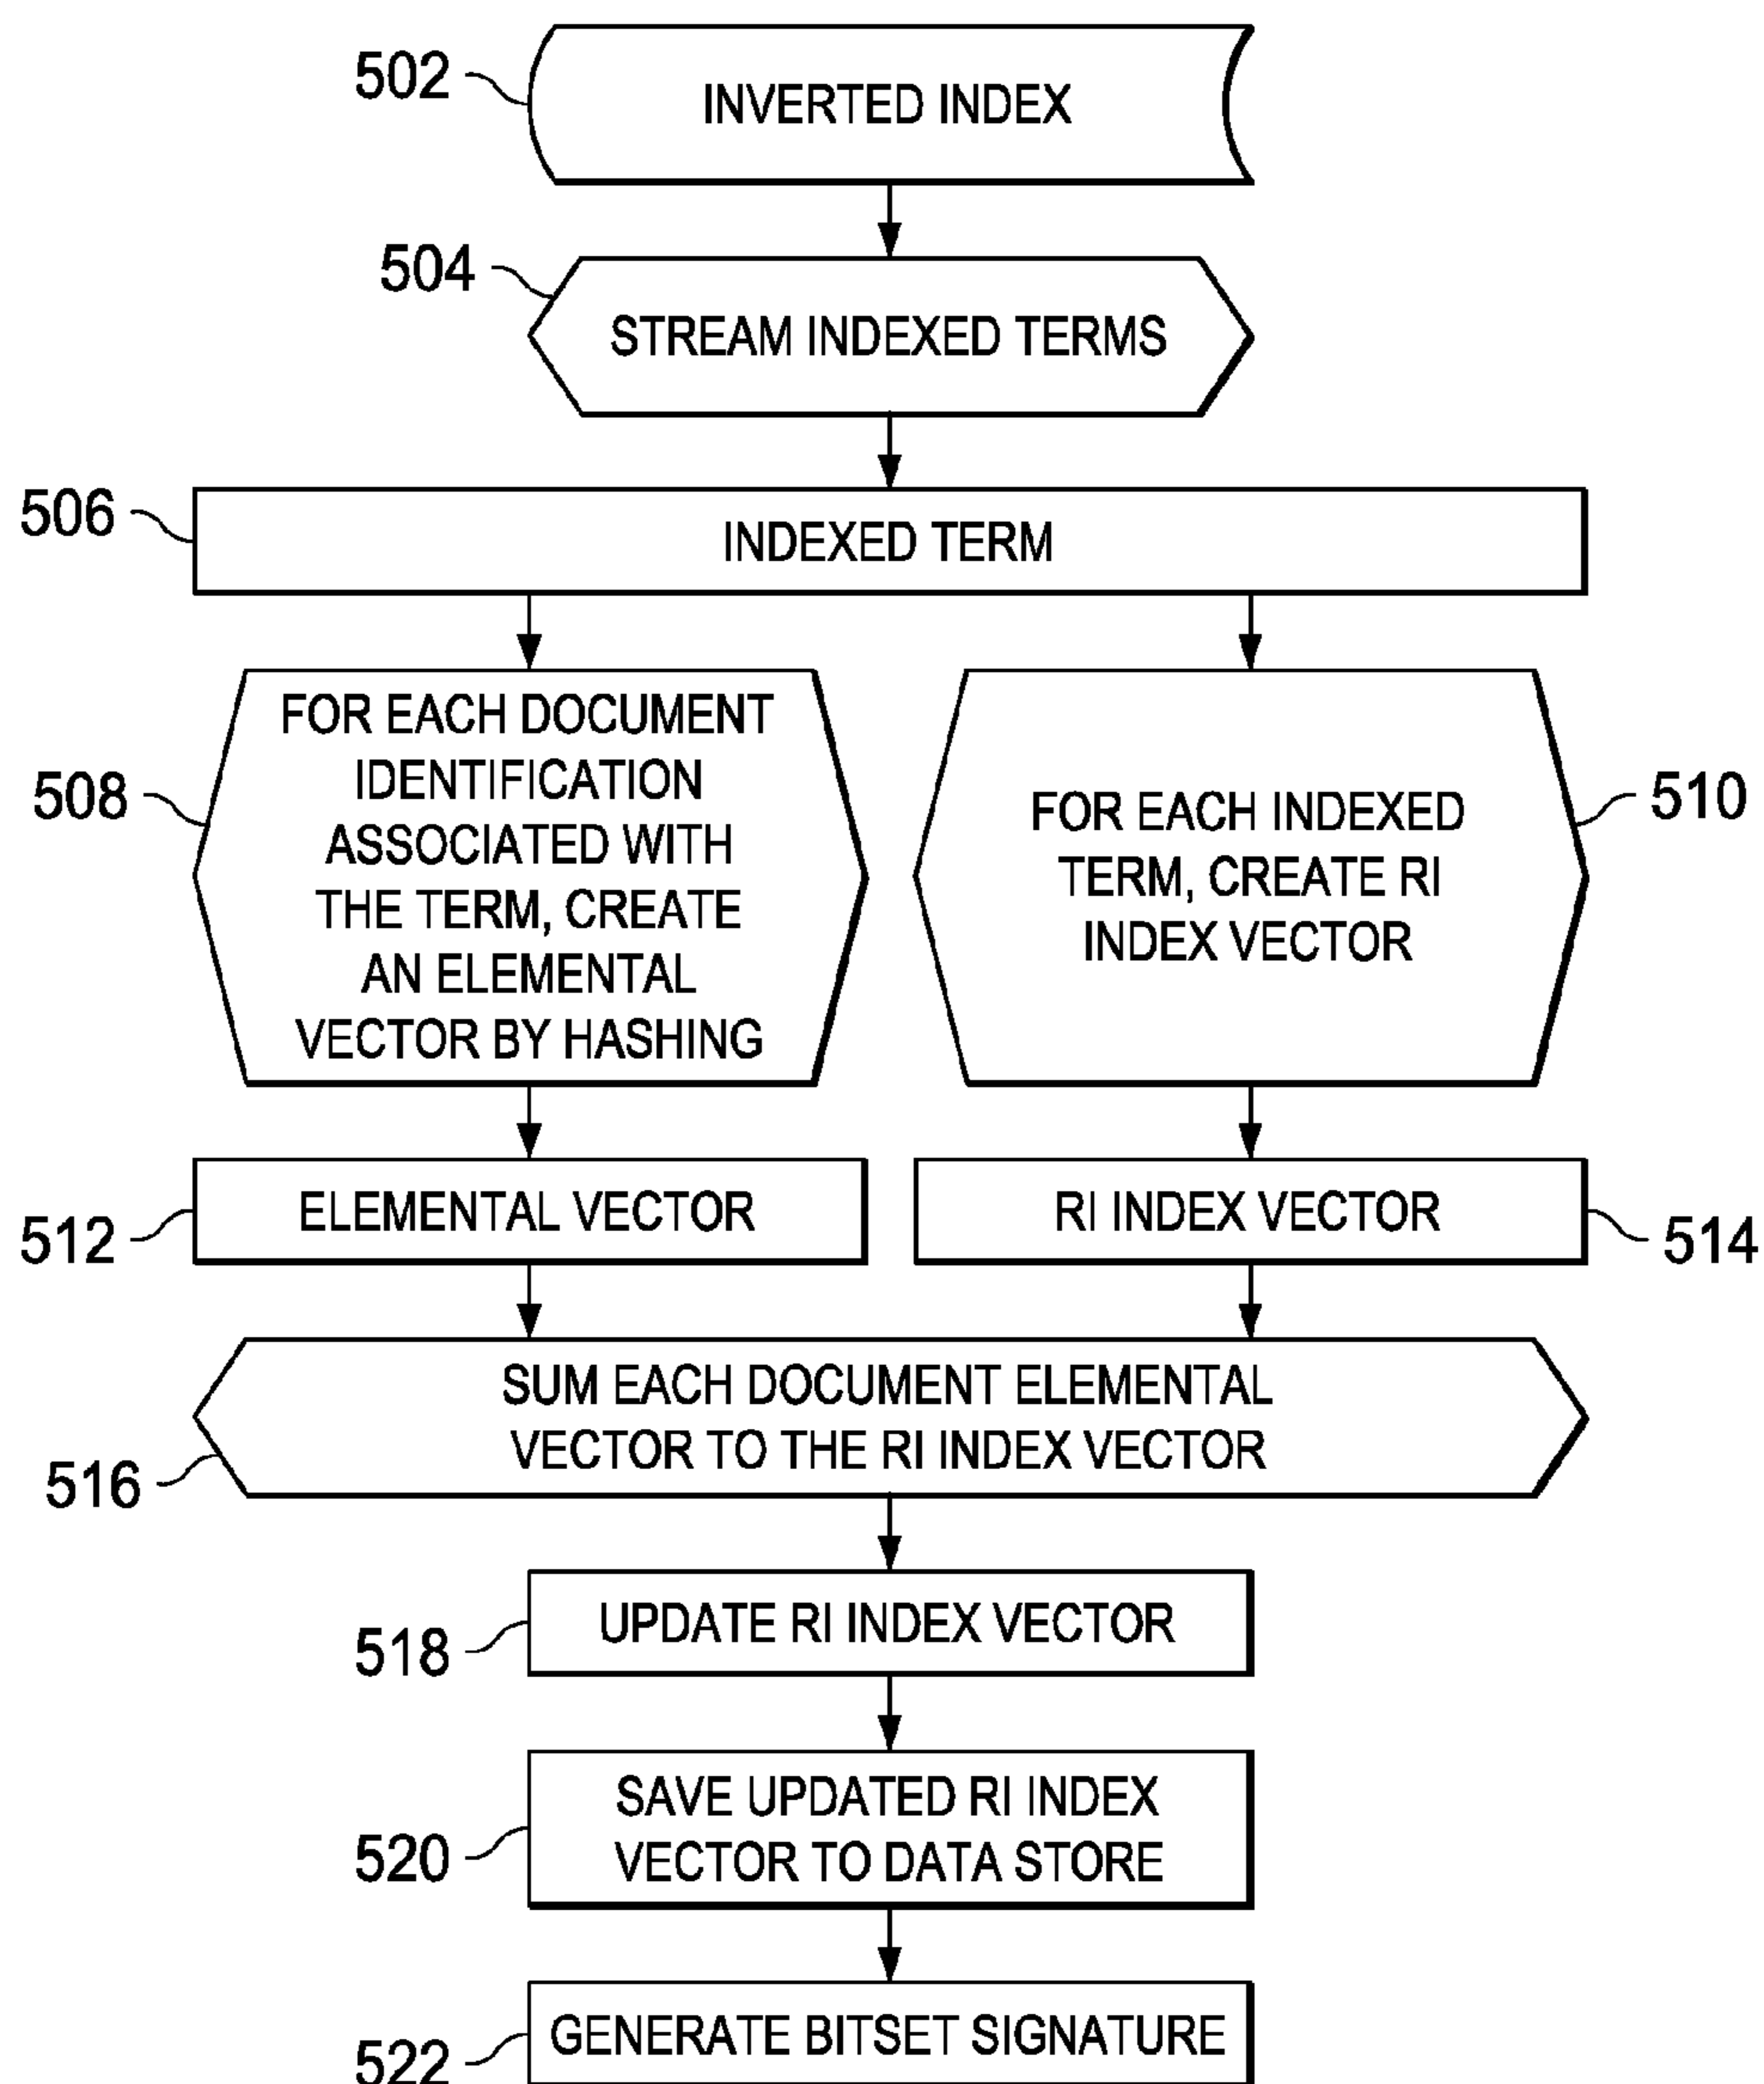 502
INVERTED INDEX
504
STREAM INDEXED TERMS
506
INDEXED TERM
508
FOR EACH DOCUMENT
IDENTIFICATION
ASSOCIATED WITH
THE TERM, CREATE
AN ELEMENTAL
VECTOR BY HASHING
510
FOR EACH INDEXED
TERM, CREATE RI
INDEX VECTOR
512
ELEMENTAL VECTOR
RI INDEX VECTOR
514
SUM EACH DOCUMENT ELEMENTAL
VECTOR TO THE RI INDEX VECTOR
516
UPDATE RI INDEX VECTOR
518
SAVE UPDATED RI INDEX
VECTOR TO DATA STORE
520
GENERATE BITSET SIGNATURE
522